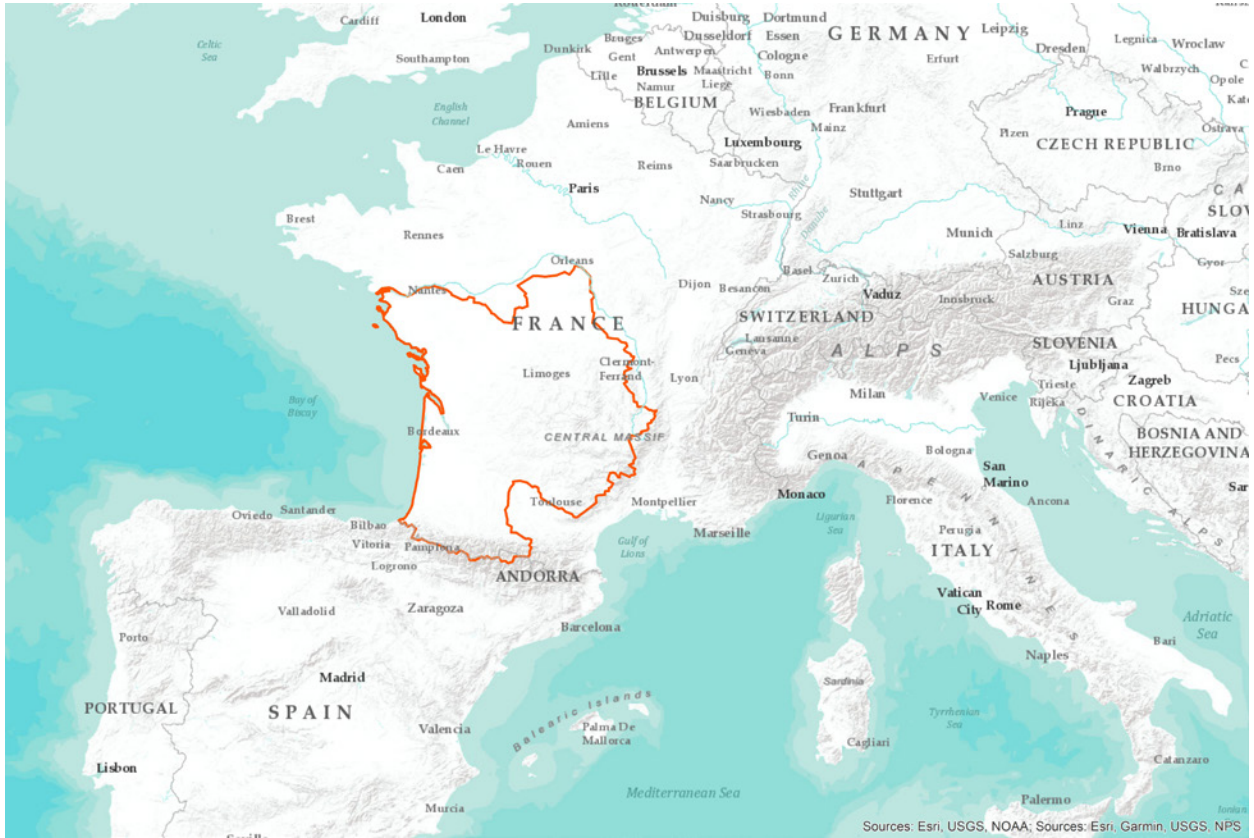 London
Cardiff
Celtic
Sea
Southampton
English
Channel
Dunkirk
Bruges
Gent
Antwerpen
Lille
Brussels
Namur
Maastricht
Liege
BELGIUM
Duisburg
Dusseldorf
Dortmund
Essen
Cologne
Bonn
GERMANY
Leipzig
Erfurt
Dresden
Legnica
Wroclaw
Walbrzych
Opole
Wiesbaden
Frankfurt
Mainz
Prague
Plzen
CZECH REPUBLIC
Ostrava
Brno
Amiens
Luxembourg
Saarbrucken
Le Havre
Rouen
Caen
Reims
Paris
Nancy
Strasbourg
Rhine
Danube
Stuttgart
Munich
Linz
Vienna
Bratislava
Salzburg
Gyor
Brest
Rennes
Orleans
Nantes
Dijon
Besancon
Basel
Zurich
Vaduz
Innsbruck
AUSTRIA
Graz
HUNGA
SWITZERLAND
Lausanne
Geneva
ALPS
SLOVENIA
Ljubljana
Pecs
FRANCE
Limoges
Clermont-
Ferrand
Lyon
Milan
Turin
Venice
Trieste
Rijeka
Zagreb
CROATIA
Bay of
Biscay
Bordeaux
CENTRAL MASSIF
Genoa
Bologna
DINARIC ALPS
BOSNIA AND
HERZEGOVINA
San
Marino
Toulouse
Montpellier
Monaco
Marseille
Ligurian
Sea
Florence
APENNINES
Ancona
Oviedo
Santander
Bilbao
Vitoria
Pamplona
Logrono
Gulf of
Lions
Perugia
ITALY
ANDORRA
Valladolid
Zaragoza
Vatican
City
Rome
Adriatic
Sea
Porto
Barcelona
Naples
Bari
Madrid
PORTUGAL
SPAIN
Balearic Islands
Palma De
Mallorca
Sardinia
Tyrrhenian
Sea
Valencia
Cagliari
Lisbon
Catanzaro
Mediterranean Sea
Murcia
Palermo
Ionian
Sources: Esri, USGS, NOAA; Sources: Esri, Garmin, USGS, NPS